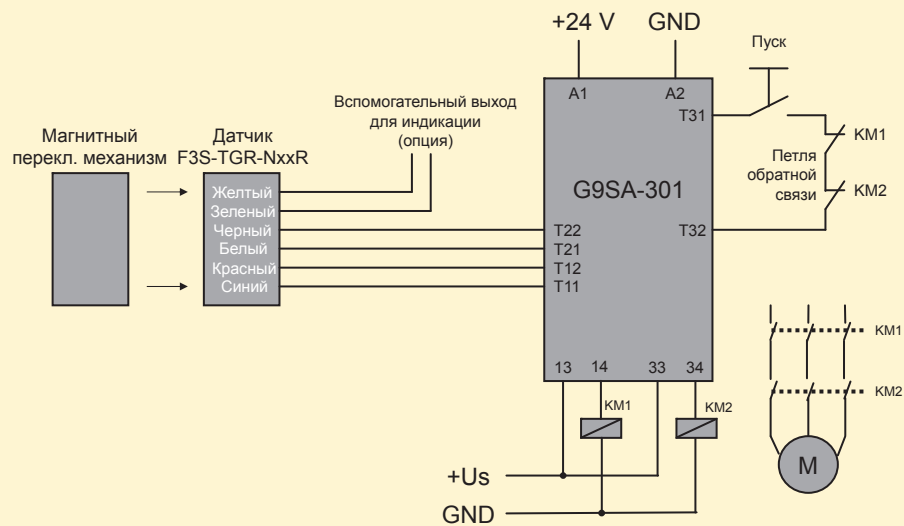 +24 V
GND
Пуск
A1
A2
T31
Вспомогательный выход
для индикации
(опция)
KM1
Магнитный
перекл. механизм
Датчик
F3S-TGR-NxxR
Петля
обратной
связи
G9SA-301
KM2
Желтый
Зеленый
Черный
Белый
Красный
Синий
T22
T21
T12
T11
T32
KM1
KM2
M
13
14
33
34
KM1
KM2
+Us
GND